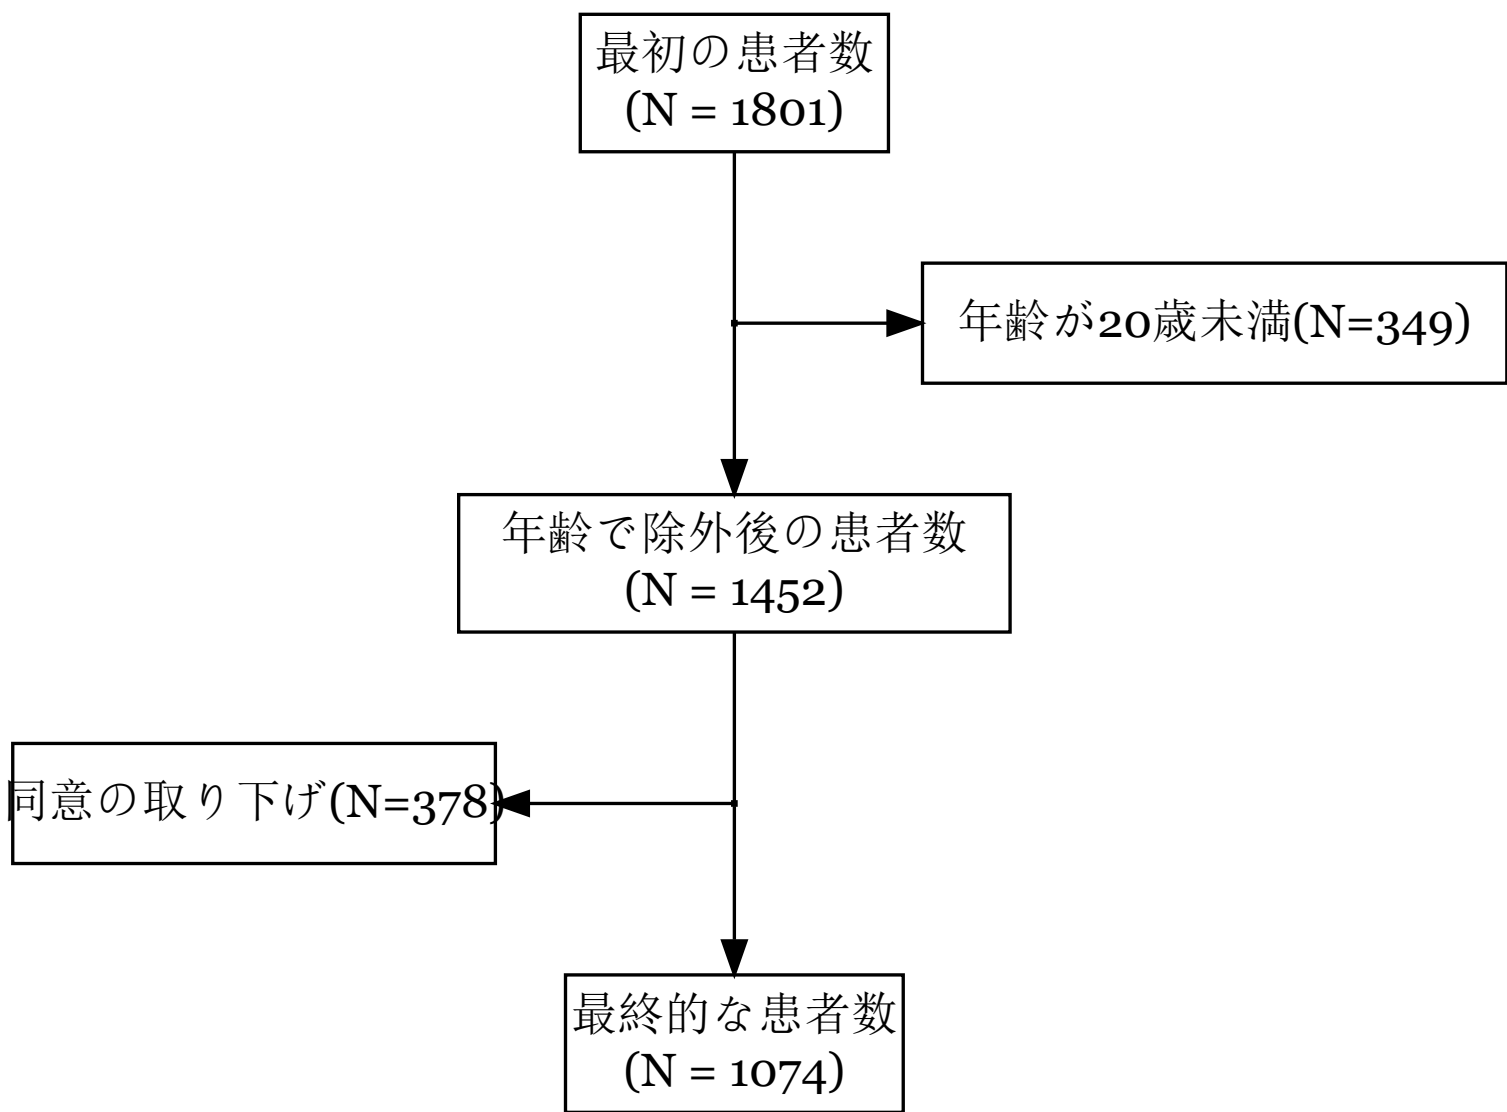 最初の患者数
(N = 1801)
年齢が20歳未満(N=349)
年齢で除外後の患者数
(N = 1452)
同意の取り下げ(N=378)
最終的な患者数
(N = 1074)